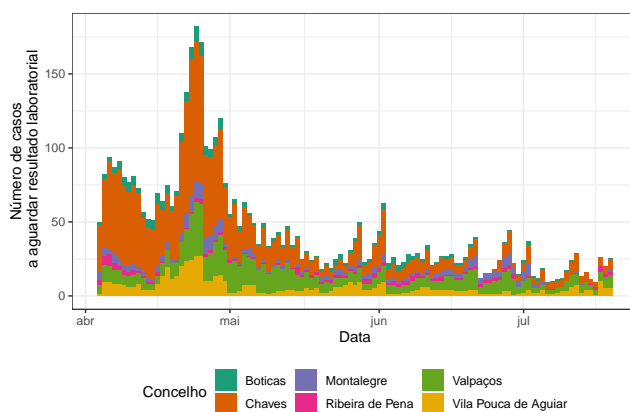 150
100
50
0
Número de casos
a aguardar resultado laboratorial
abr mai jun jul
Data
Concelho
Boticas Montalegre Valpaços
Chaves Ribeira de Pena Vila Pouca de Aguiar